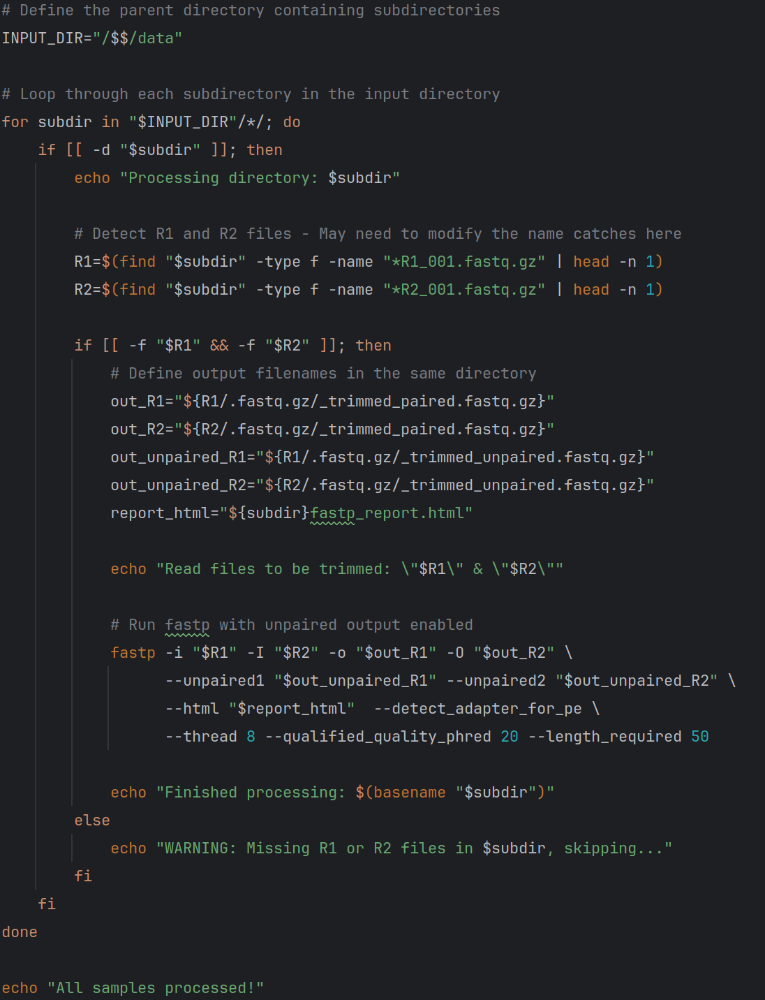 # Define the parent directory containing subdirectories
INPUT_DIR="/$$/data"
# Loop through each subdirectory in the input directory
for subdir in "$INPUT_DIR"/*/; do
    if [[ -d "$subdir" ]]; then
        echo "Processing directory: $subdir"
        # Detect R1 and R2 files - May need to modify the name catches here
        R1=$(find "$subdir" -type f -name "*R1_001.fastq.gz" | head -n 1)
        R2=$(find "$subdir" -type f -name "*R2_001.fastq.gz" | head -n 1)
        if [[ -f "$R1" && -f "$R2" ]]; then
            # Define output filenames in the same directory
            out_R1="${R1/.fastq.gz/_trimmed_paired.fastq.gz}"
            out_R2="${R2/.fastq.gz/_trimmed_paired.fastq.gz}"
            out_unpaired_R1="${R1/.fastq.gz/_trimmed_unpaired.fastq.gz}"
            out_unpaired_R2="${R2/.fastq.gz/_trimmed_unpaired.fastq.gz}"
            report_html="${subdir}fastp_report.html"
            echo "Read files to be trimmed: \"$R1\" & \"$R2\""
            # Run fastp with unpaired output enabled
            fastp -i "$R1" -I "$R2" -o "$out_R1" -O "$out_R2" \
                  --unpaired1 "$out_unpaired_R1" --unpaired2 "$out_unpaired_R2" \
                  --html "$report_html"  --detect_adapter_for_pe \
                  --thread 8 --qualified_quality_phred 20 --length_required 50
            echo "Finished processing: $(basename "$subdir")"
        else
            echo "WARNING: Missing R1 or R2 files in $subdir, skipping..."
        fi
    fi
done
echo "All samples processed!"